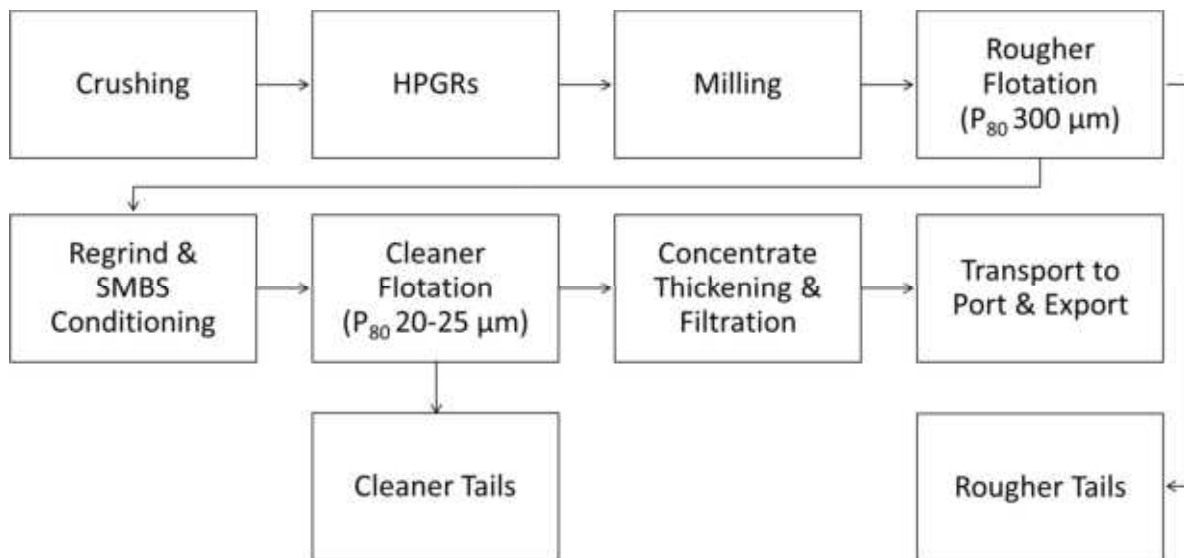 Crushing
HPGRs
Milling
Rougher
Flotation
(P₈₀ 300 µm)
Regrind &
SMBS
Conditioning
Cleaner
Flotation
(P₈₀ 20-25 µm)
Concentrate
Thickening &
Filtration
Transport to
Port & Export
Cleaner Tails
Rougher Tails